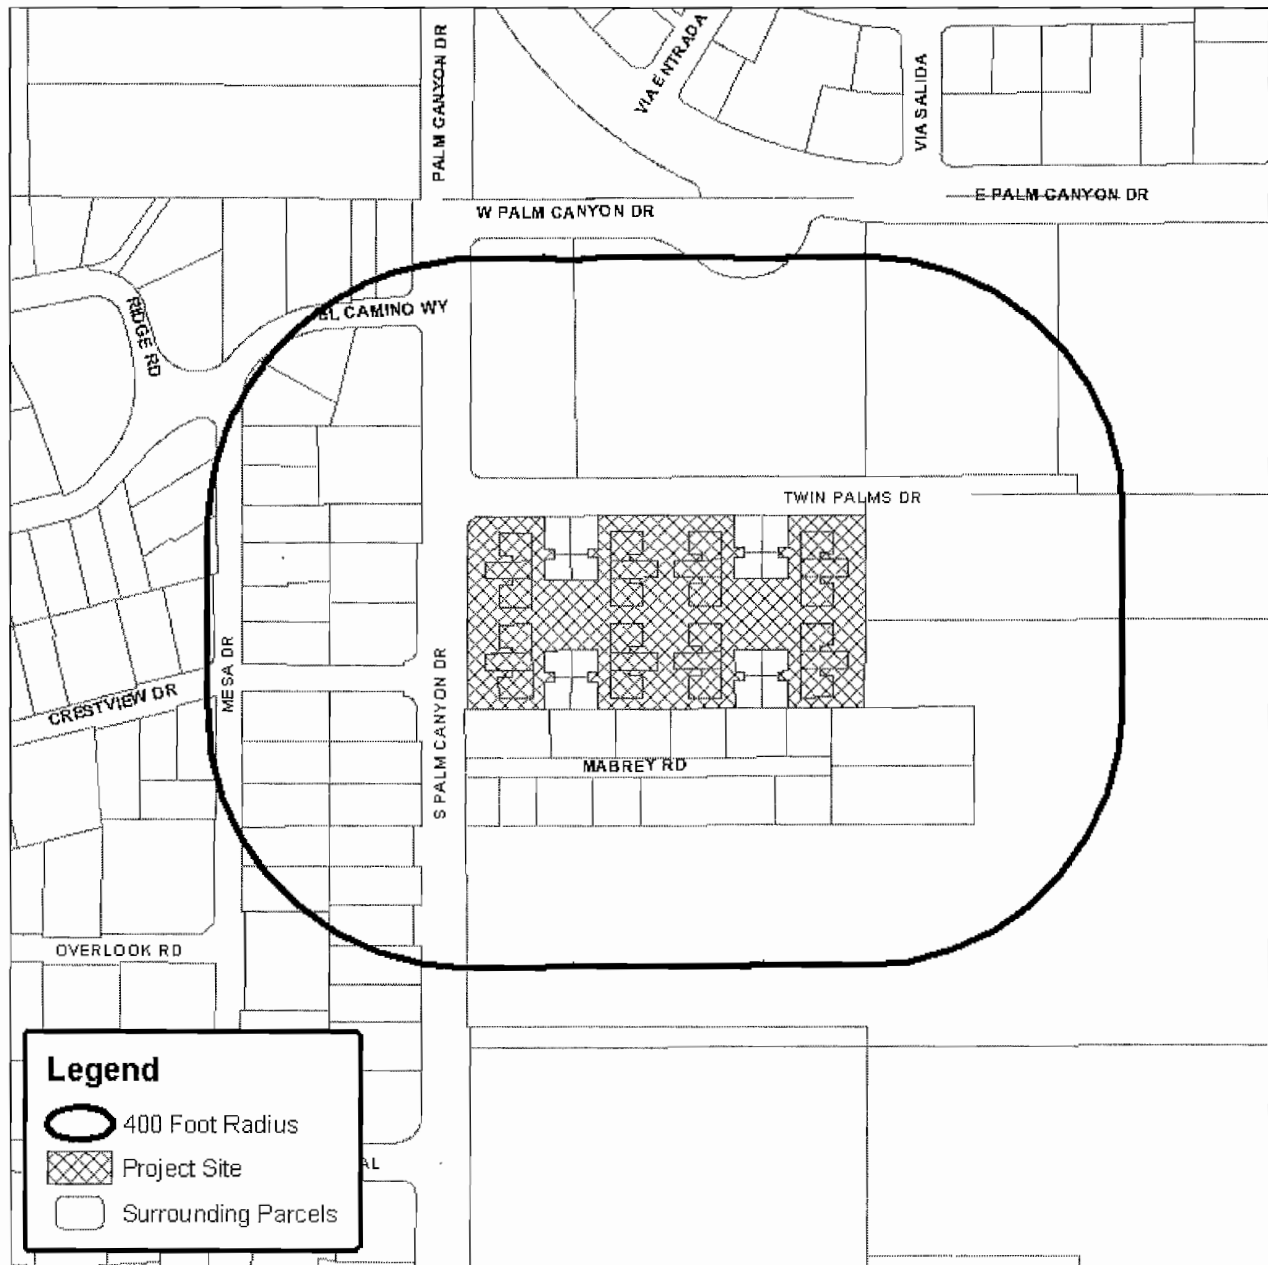 PALM CANYON DR
VIA ENTRADA
VIA SALIDA
E PALM CANYON DR
W PALM CANYON DR
EL CAMINO WY
RIDGE RD
TWIN PALMS DR
MESA DR
CRESTVIEW DR
S PALM CANYON DR
MABREY RD
OVERLOOK RD
Legend
400 Foot Radius
Project Site
AL
Surrounding Parcels